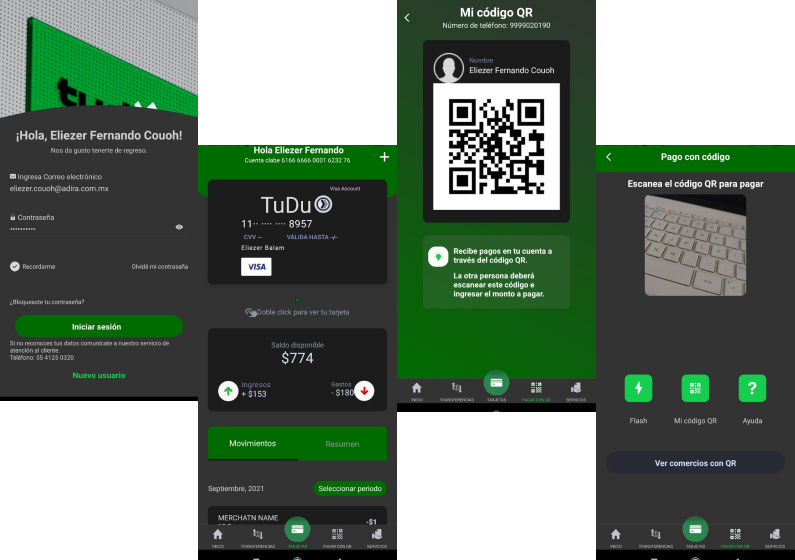 ¡Hola, Eliezer Fernando Couoh!
Nos da gusto tenerte de regreso.
Ingresa Correo electrónico
eliezer.couoh@adira.com.mx
Contraseña
Recordarme
Olvidé mi contraseña
¿Bloqueaste tu contraseña?
Iniciar sesión
Si no reconoces tus datos comunícate a nuestro servicio de
atención al cliente.
Teléfono: 55 4125 0320
Nuevo usuario
Hola Eliezer Fernando
Cuenta clabe 6166 6666 0001 6232 76
+
Visa Account
TuDu
11·· ···· ···· 8957
CVV --
VÁLIDA HASTA -/-
Eliezer Balam
VISA
Doble click para ver tu tarjeta
Saldo disponible
$774
Ingresos
+ $153
Gastos
- $180
Movimientos
Resumen
Septiembre, 2021
Seleccionar periodo
MERCHATN NAME
-$1
INICIO
TRANSFERENCIAS
TARJETAS
PAGAR CON QR
SERVICIOS
Mi código QR
Número de teléfono: 9999020190
Nombre
Eliezer Fernando Couoh
Recibe pagos en tu cuenta a
través del código QR.
La otra persona deberá
escanear este código e
ingresar el monto a pagar.
INICIO
TRANSFERENCIAS
TARJETAS
PAGAR CON QR
SERVICIOS
Pago con código
Escanea el código QR para pagar
Flash
Mi código QR
?
Ayuda
Ver comercios con QR
INICIO
TRANSFERENCIAS
TARJETAS
PAGAR CON QR
SERVICIOS